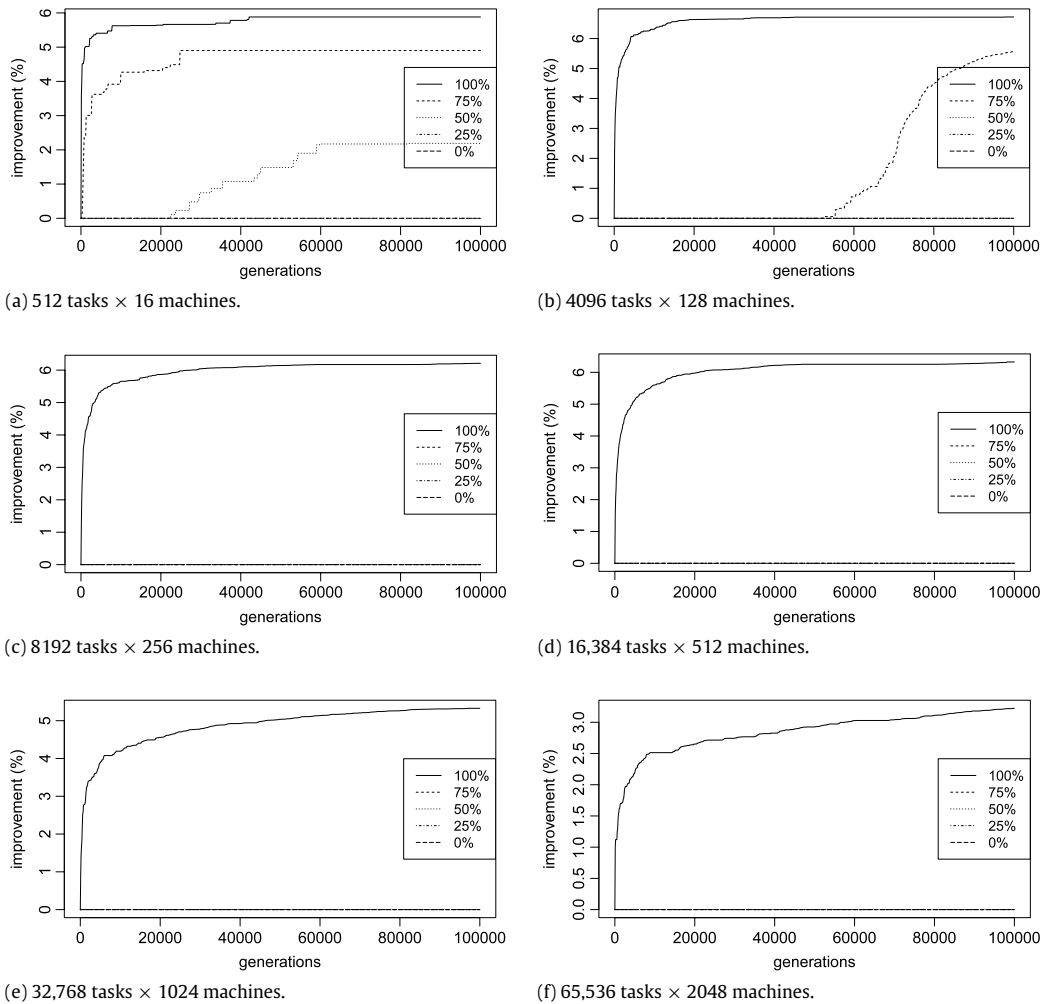 improvement (%)
6
5
4
3
2
1
0
100%
75%
50%
25%
0%
0 20000 40000 60000 80000 100000
generations
(a) 512 tasks × 16 machines.
improvement (%)
6
5
4
3
2
1
0
100%
75%
50%
25%
0%
0 20000 40000 60000 80000 100000
generations
(b) 4096 tasks × 128 machines.
improvement (%)
6
5
4
3
2
1
0
100%
75%
50%
25%
0%
0 20000 40000 60000 80000 100000
generations
(c) 8192 tasks × 256 machines.
improvement (%)
6
5
4
3
2
1
0
100%
75%
50%
25%
0%
0 20000 40000 60000 80000 100000
generations
(d) 16,384 tasks × 512 machines.
improvement (%)
5
4
3
2
1
0
100%
75%
50%
25%
0%
0 20000 40000 60000 80000 100000
generations
(e) 32,768 tasks × 1024 machines.
improvement (%)
3.0
2.5
2.0
1.5
1.0
0.5
0.0
100%
75%
50%
25%
0%
0 20000 40000 60000 80000 100000
generations
(f) 65,536 tasks × 2048 machines.